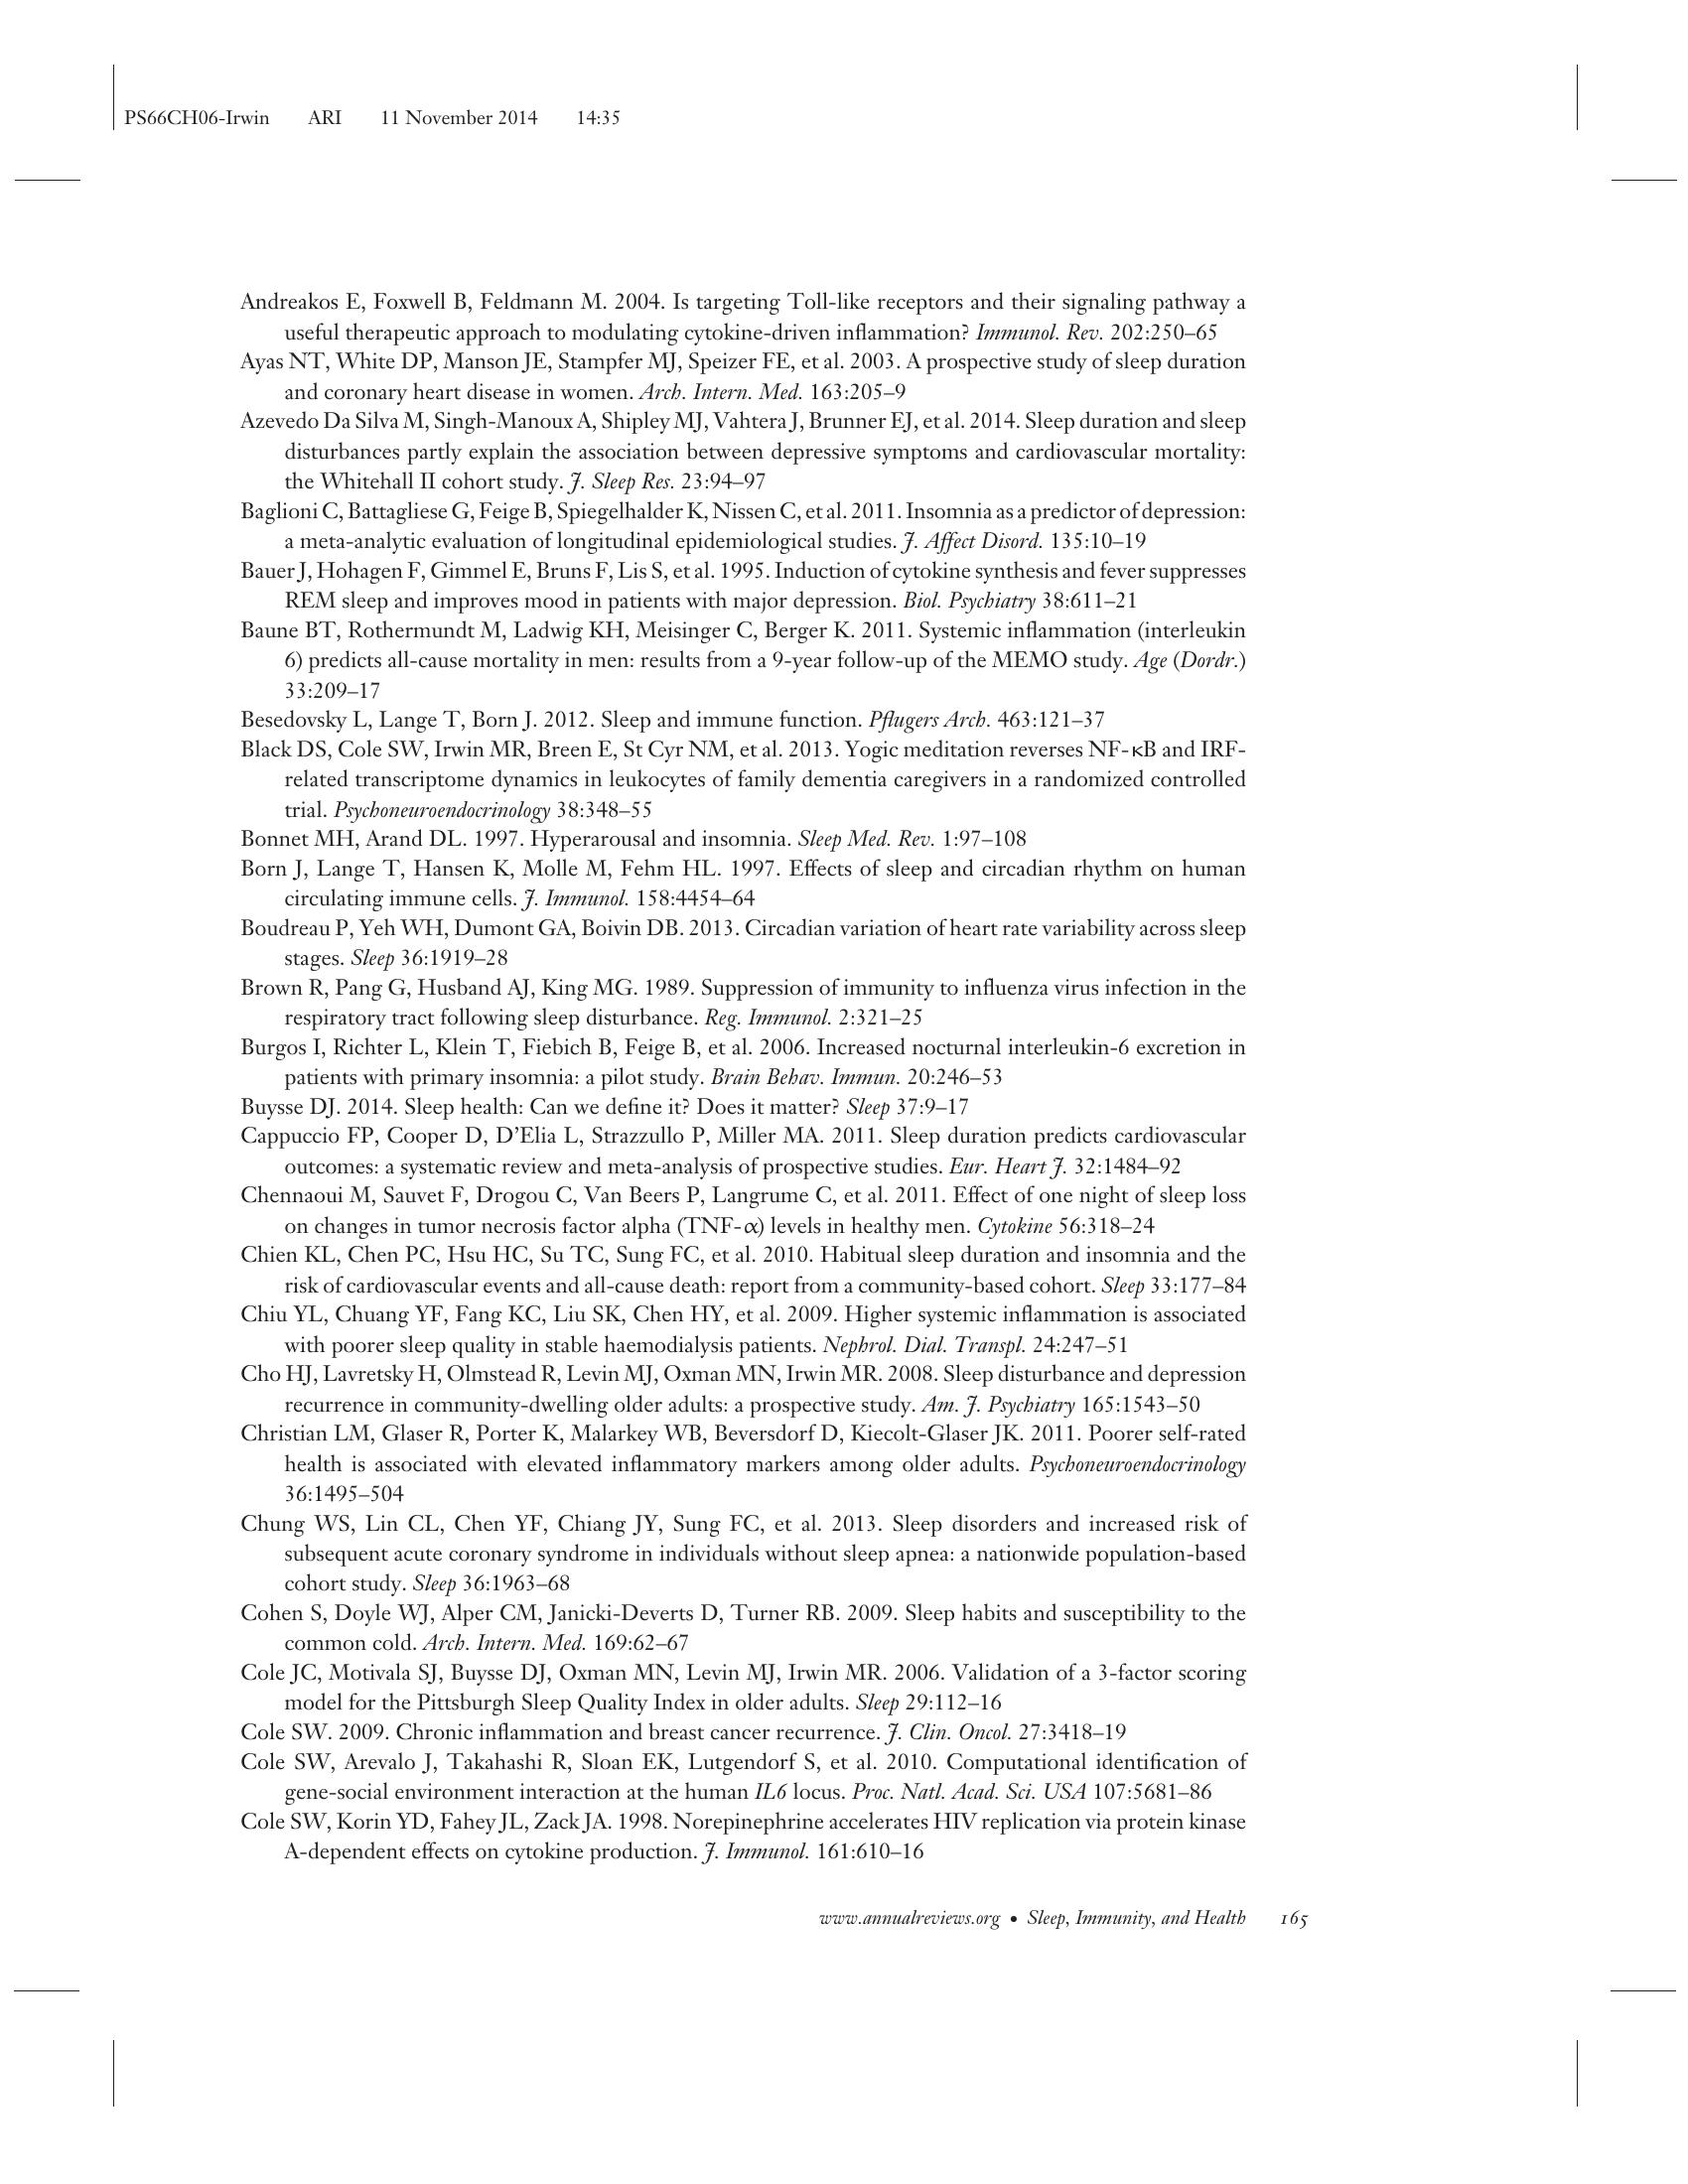 PS66CH06-Irwin ARI 11 November 2014 14:35
Andreakos E, Foxwell B, Feldmann M. 2004. Is targeting Toll-like receptors and their signaling pathway a
useful therapeutic approach to modulating cytokine-driven inflammation? Immunol. Rev. 202:250–65
Ayas NT, White DP, Manson JE, Stampfer MJ, Speizer FE, et al. 2003. A prospective study of sleep duration
and coronary heart disease in women. Arch. Intern. Med. 163:205–9
Azevedo Da Silva M, Singh-Manoux A, Shipley MJ, Vahtera J, Brunner EJ, et al. 2014. Sleep duration and sleep
disturbances partly explain the association between depressive symptoms and cardiovascular mortality:
the Whitehall II cohort study. J. Sleep Res. 23:94–97
Baglioni C, Battagliese G, Feige B, Spiegelhalder K, Nissen C, et al. 2011. Insomnia as a predictor of depression:
a meta-analytic evaluation of longitudinal epidemiological studies. J. Affect Disord. 135:10–19
Bauer J, Hohagen F, Gimmel E, Bruns F, Lis S, et al. 1995. Induction of cytokine synthesis and fever suppresses
REM sleep and improves mood in patients with major depression. Biol. Psychiatry 38:611–21
Baune BT, Rothermundt M, Ladwig KH, Meisinger C, Berger K. 2011. Systemic inflammation (interleukin
6) predicts all-cause mortality in men: results from a 9-year follow-up of the MEMO study. Age (Dordr.)
33:209–17
Besedovsky L, Lange T, Born J. 2012. Sleep and immune function. Pflugers Arch. 463:121–37
Black DS, Cole SW, Irwin MR, Breen E, St Cyr NM, et al. 2013. Yogic meditation reverses NF-κB and IRF-
related transcriptome dynamics in leukocytes of family dementia caregivers in a randomized controlled
trial. Psychoneuroendocrinology 38:348–55
Bonnet MH, Arand DL. 1997. Hyperarousal and insomnia. Sleep Med. Rev. 1:97–108
Born J, Lange T, Hansen K, Molle M, Fehm HL. 1997. Effects of sleep and circadian rhythm on human
circulating immune cells. J. Immunol. 158:4454–64
Boudreau P, Yeh WH, Dumont GA, Boivin DB. 2013. Circadian variation of heart rate variability across sleep
stages. Sleep 36:1919–28
Brown R, Pang G, Husband AJ, King MG. 1989. Suppression of immunity to influenza virus infection in the
respiratory tract following sleep disturbance. Reg. Immunol. 2:321–25
Burgos I, Richter L, Klein T, Fiebich B, Feige B, et al. 2006. Increased nocturnal interleukin-6 excretion in
patients with primary insomnia: a pilot study. Brain Behav. Immun. 20:246–53
Buysse DJ. 2014. Sleep health: Can we define it? Does it matter? Sleep 37:9–17
Cappuccio FP, Cooper D, D'Elia L, Strazzullo P, Miller MA. 2011. Sleep duration predicts cardiovascular
outcomes: a systematic review and meta-analysis of prospective studies. Eur. Heart J. 32:1484–92
Chennaoui M, Sauvet F, Drogou C, Van Beers P, Langrume C, et al. 2011. Effect of one night of sleep loss
on changes in tumor necrosis factor alpha (TNF-α) levels in healthy men. Cytokine 56:318–24
Chien KL, Chen PC, Hsu HC, Su TC, Sung FC, et al. 2010. Habitual sleep duration and insomnia and the
risk of cardiovascular events and all-cause death: report from a community-based cohort. Sleep 33:177–84
Chiu YL, Chuang YF, Fang KC, Liu SK, Chen HY, et al. 2009. Higher systemic inflammation is associated
with poorer sleep quality in stable haemodialysis patients. Nephrol. Dial. Transpl. 24:247–51
Cho HJ, Lavretsky H, Olmstead R, Levin MJ, Oxman MN, Irwin MR. 2008. Sleep disturbance and depression
recurrence in community-dwelling older adults: a prospective study. Am. J. Psychiatry 165:1543–50
Christian LM, Glaser R, Porter K, Malarkey WB, Beversdorf D, Kiecolt-Glaser JK. 2011. Poorer self-rated
health is associated with elevated inflammatory markers among older adults. Psychoneuroendocrinology
36:1495–504
Chung WS, Lin CL, Chen YF, Chiang JY, Sung FC, et al. 2013. Sleep disorders and increased risk of
subsequent acute coronary syndrome in individuals without sleep apnea: a nationwide population-based
cohort study. Sleep 36:1963–68
Cohen S, Doyle WJ, Alper CM, Janicki-Deverts D, Turner RB. 2009. Sleep habits and susceptibility to the
common cold. Arch. Intern. Med. 169:62–67
Cole JC, Motivala SJ, Buysse DJ, Oxman MN, Levin MJ, Irwin MR. 2006. Validation of a 3-factor scoring
model for the Pittsburgh Sleep Quality Index in older adults. Sleep 29:112–16
Cole SW. 2009. Chronic inflammation and breast cancer recurrence. J. Clin. Oncol. 27:3418–19
Cole SW, Arevalo J, Takahashi R, Sloan EK, Lutgendorf S, et al. 2010. Computational identification of
gene-social environment interaction at the human IL6 locus. Proc. Natl. Acad. Sci. USA 107:5681–86
Cole SW, Korin YD, Fahey JL, Zack JA. 1998. Norepinephrine accelerates HIV replication via protein kinase
A-dependent effects on cytokine production. J. Immunol. 161:610–16
www.annualreviews.org • Sleep, Immunity, and Health 165